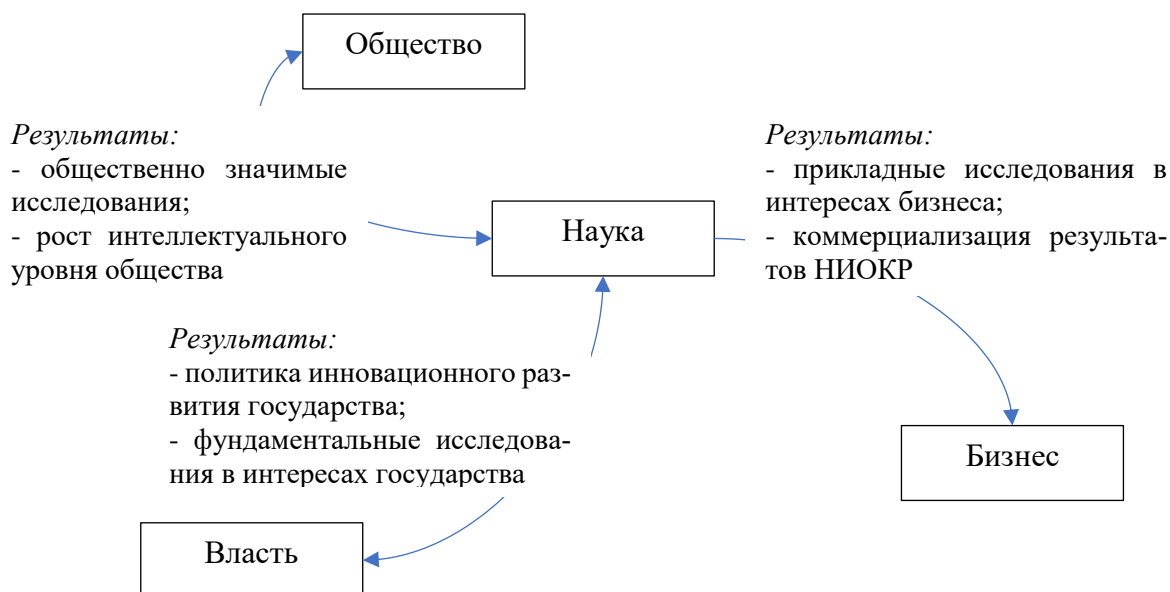 Общество
Результаты:
- общественно значимые
исследования;
- рост интеллектуального
уровня общества
Наука
Результаты:
- прикладные исследования в
интересах бизнеса;
- коммерциализация результа-
тов НИОКР
Результаты:
- политика инновационного раз-
вития государства;
- фундаментальные исследова-
ния в интересах государства
Бизнес
Власть